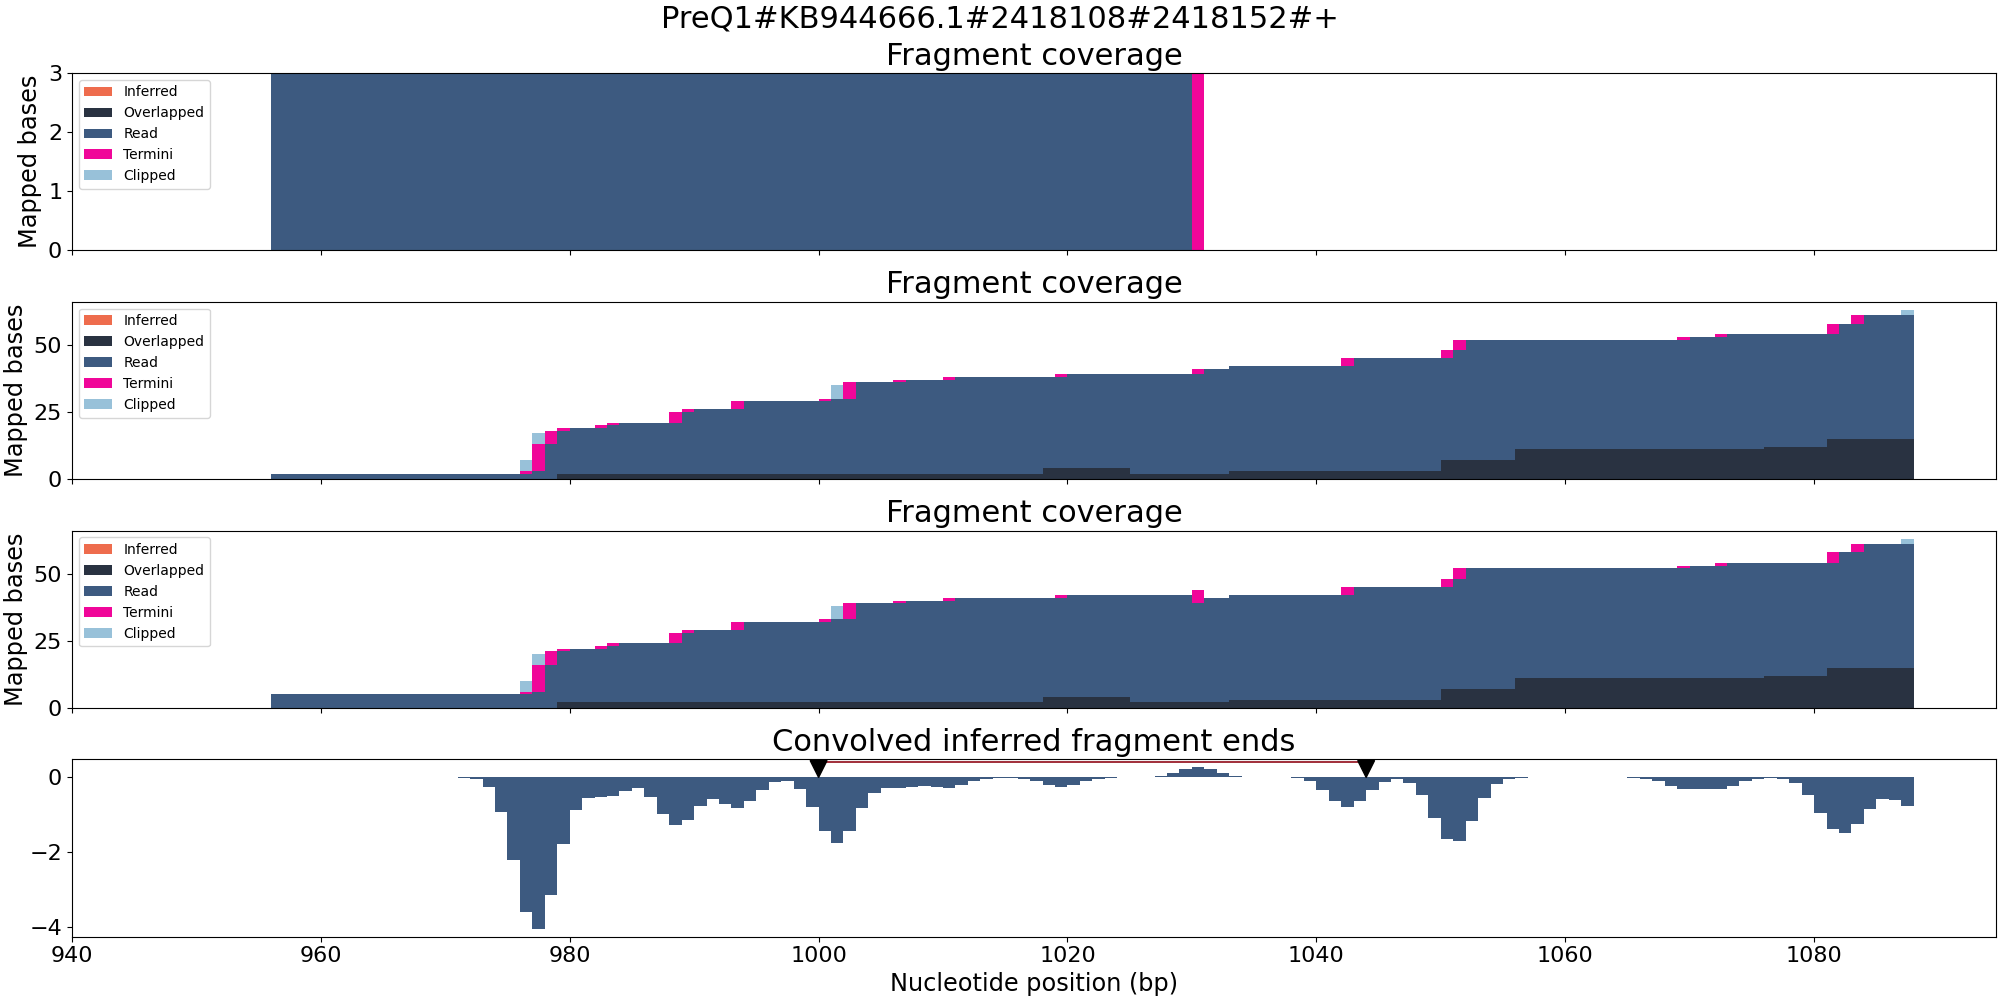 PreQ1#KB944666.1#2418108#2418152#+
Fragment coverage
Mapped bases
3
2
1
0
Inferred
Overlapped
Read
Termini
Clipped
Fragment coverage
Mapped bases
50
25
0
Inferred
Overlapped
Read
Termini
Clipped
Fragment coverage
Mapped bases
50
25
0
Inferred
Overlapped
Read
Termini
Clipped
Convolved inferred fragment ends
0
−2
−4
940 960 980 1000 1020 1040 1060 1080
Nucleotide position (bp)